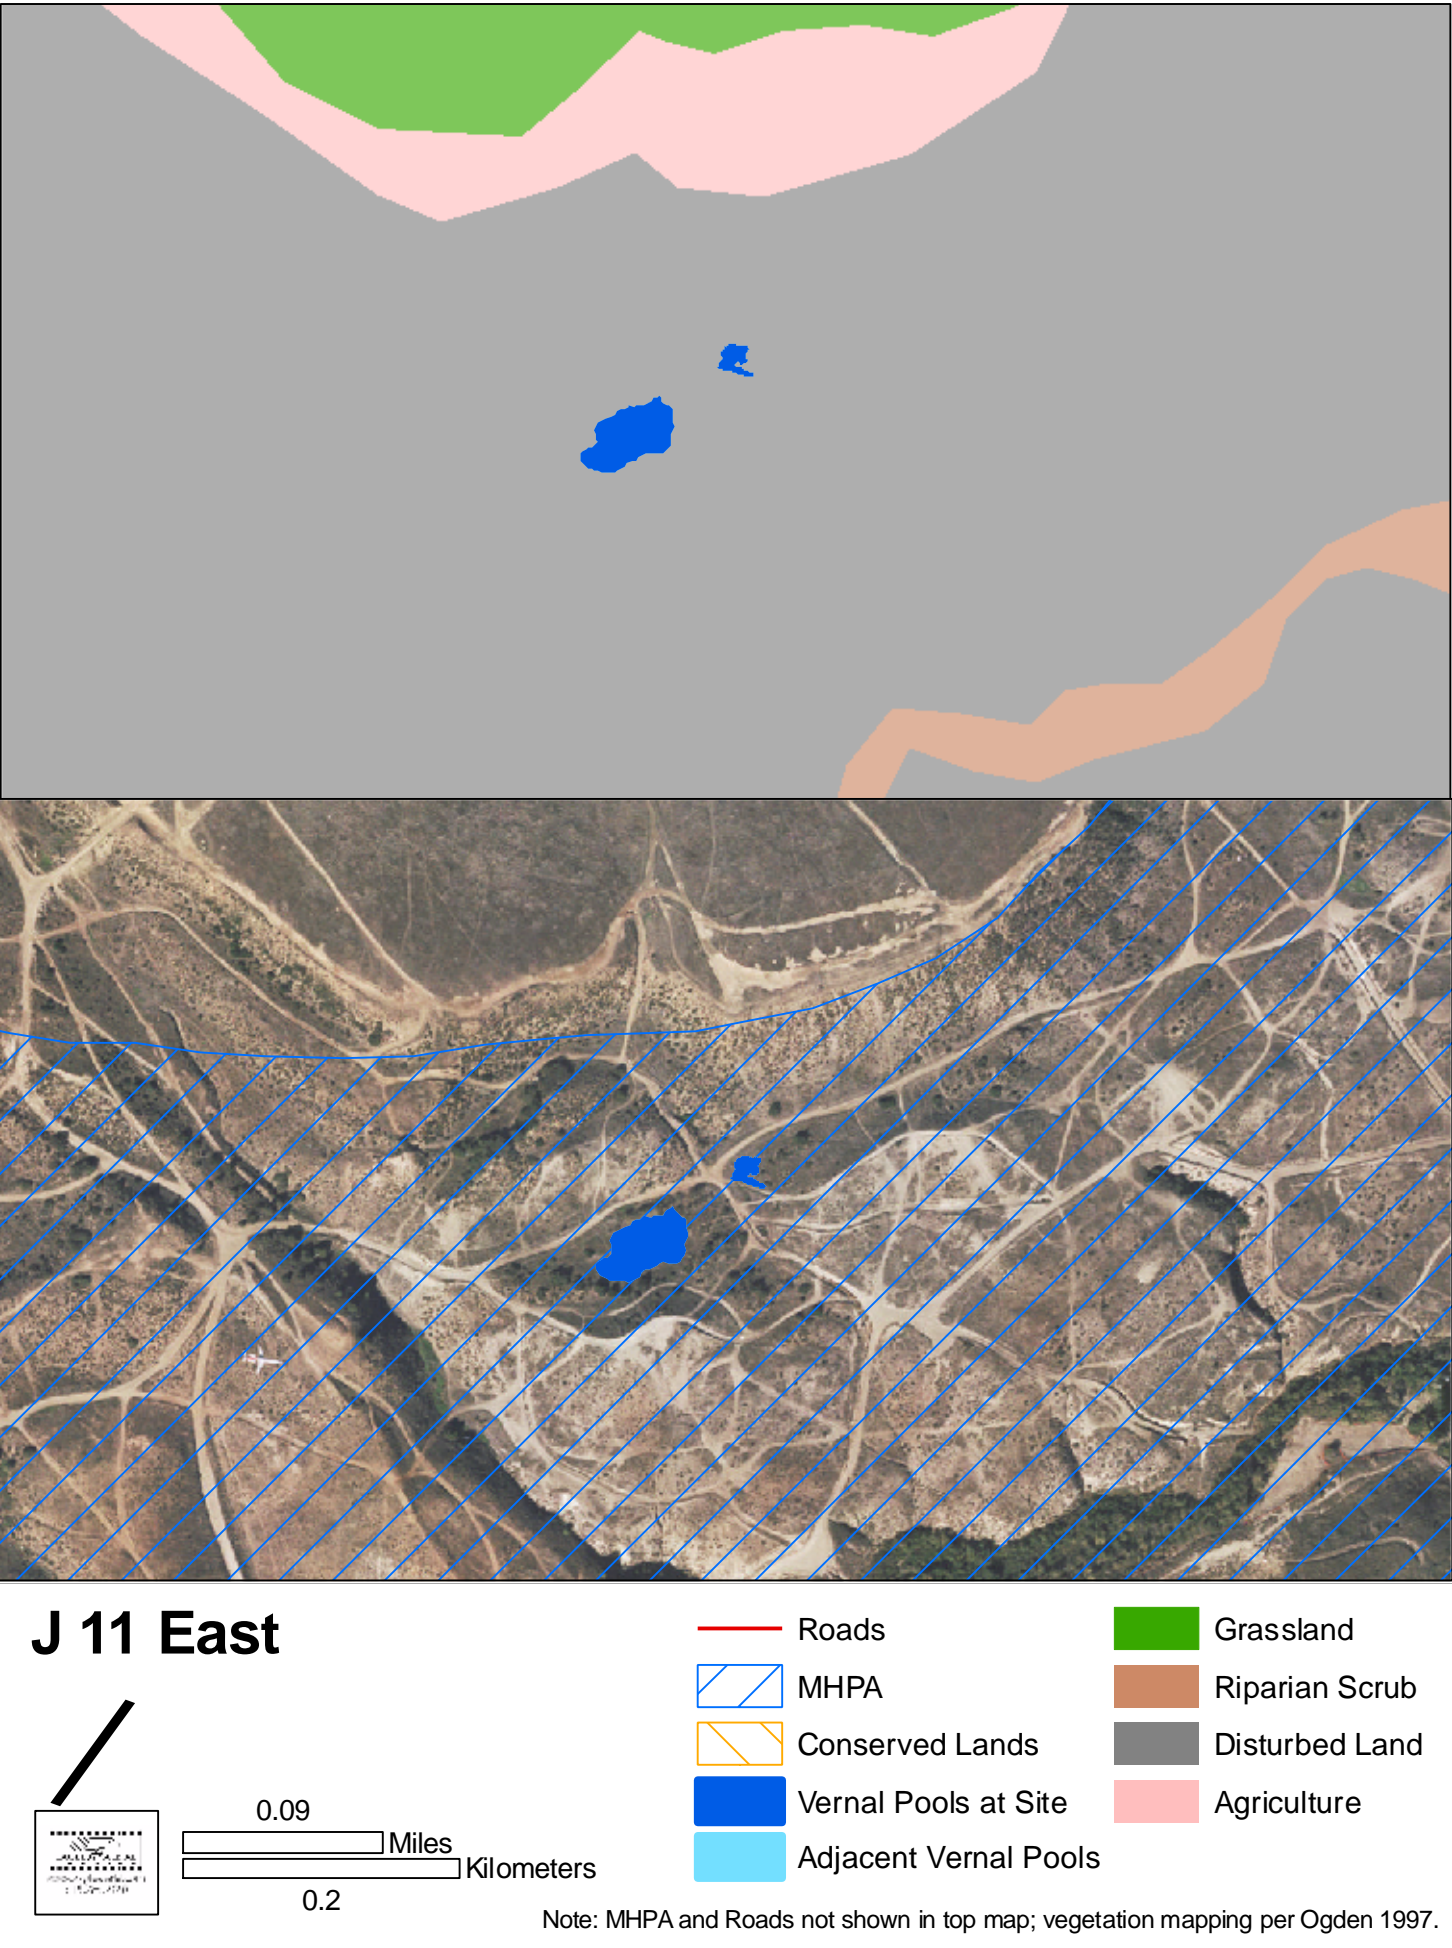 J 11 East
0.09
Miles
Kilometers
0.2
Roads
MHPA
Conserved Lands
Vernal Pools at Site
Adjacent Vernal Pools
Grassland
Riparian Scrub
Disturbed Land
Agriculture
Note: MHPA and Roads not shown in top map; vegetation mapping per Ogden 1997.